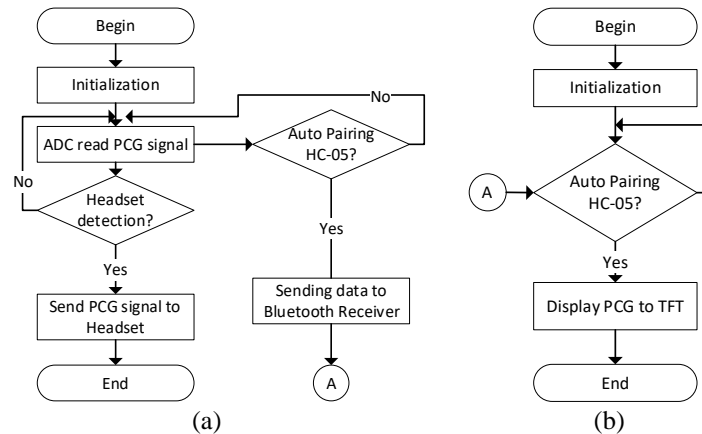 Begin
Initialization
No
ADC read PCG signal
Auto Pairing
HC-05?
No
Headset
detection?
Yes
Yes
Send PCG signal to
Headset
Sending data to
Bluetooth Receiver
End
A
(a)
Begin
Initialization
A
Auto Pairing
HC-05?
Yes
Display PCG to TFT
End
(b)